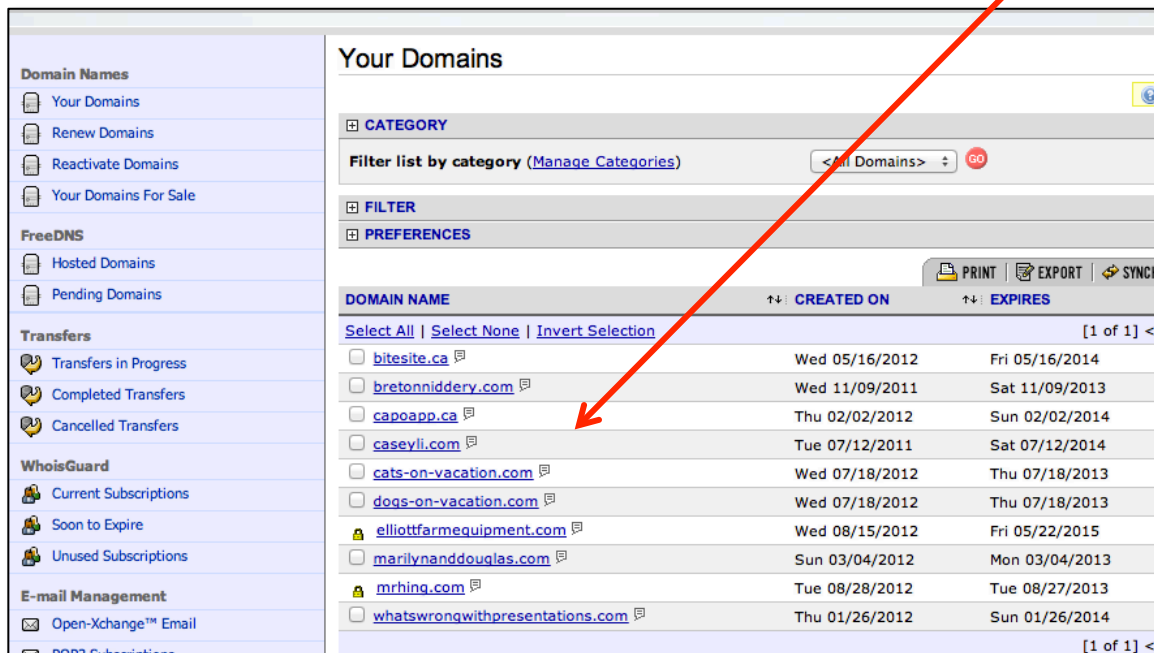 Domain Names
Your Domains
Renew Domains
Reactivate Domains
Your Domains For Sale
FreeDNS
Hosted Domains
Pending Domains
Transfers
Transfers in Progress
Completed Transfers
Cancelled Transfers
WhoisGuard
Current Subscriptions
Soon to Expire
Unused Subscriptions
E-mail Management
Open-Xchange™ Email
POP3 Subscriptions
Your Domains
CATEGORY
Filter list by category (Manage Categories) <All Domains> GO
FILTER
PREFERENCES
PRINT | EXPORT |
DOMAIN NAME CREATED ON EXPIRES
Select All | Select None | Invert Selection [1 of 1] <
bitesite.ca Wed 05/16/2012 Fri 05/16/2014
bretonniddery.com Wed 11/09/2011 Sat 11/09/2013
capoapp.ca Thu 02/02/2012 Sun 02/02/2014
caseyli.com Tue 07/12/2011 Sat 07/12/2014
cats-on-vacation.com Wed 07/18/2012 Thu 07/18/2013
dogs-on-vacation.com Wed 07/18/2012 Thu 07/18/2013
elliottfarmequipment.com Wed 08/15/2012 Fri 05/22/2015
marilynanddouglas.com Sun 03/04/2012 Mon 03/04/2013
mrhing.com Tue 08/28/2012 Tue 08/27/2013
whatswrongwithpresentations.com Thu 01/26/2012 Sun 01/26/2014
[1 of 1] <